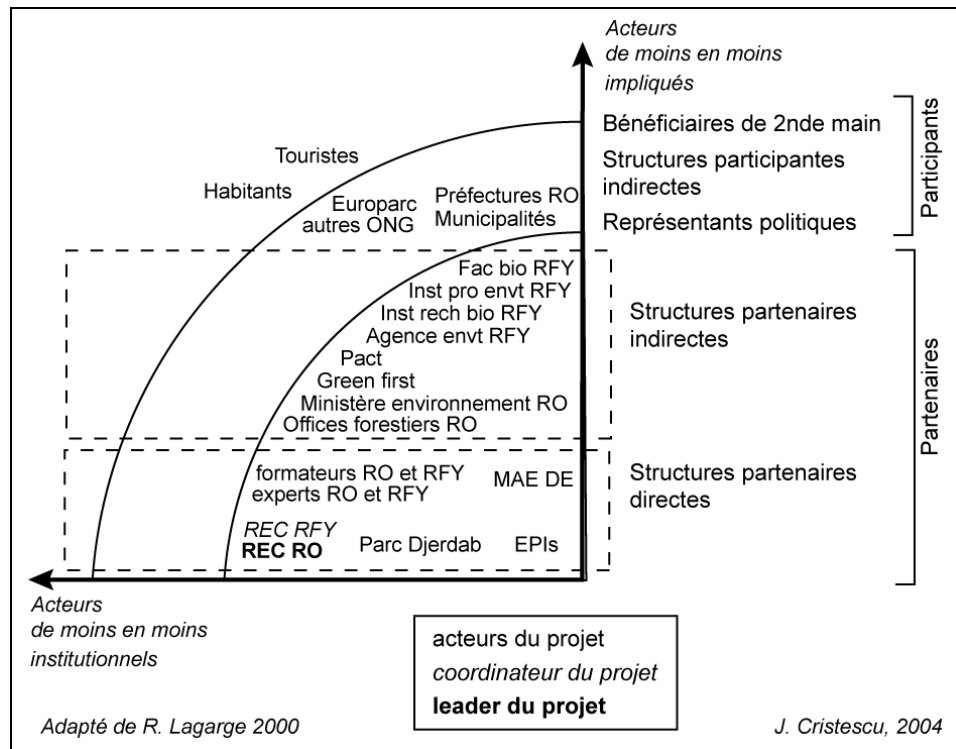 Acteurs
de moins en moins
impliqués
Participants
Bénéficiaires de 2nde main
Touristes
Structures participantes
indirectes
Habitants
Europarc
autres ONG
Préfectures RO
Municipalités
Représentants politiques
Partenaires
Fac bio RFY
Inst pro envt RFY
Inst rech bio RFY
Agence envt RFY
Pact
Green first
Ministère environnement RO
Offices forestiers RO
Structures partenaires
indirectes
formateurs RO et RFY
experts RO et RFY
MAE DE
Structures partenaires
directes
REC RFY
REC RO
Parc Djerdab
EPIs
Acteurs
de moins en moins
institutionnels
acteurs du projet
coordinateur du projet
leader du projet
Adapté de R. Lagarge 2000
J. Cristescu, 2004